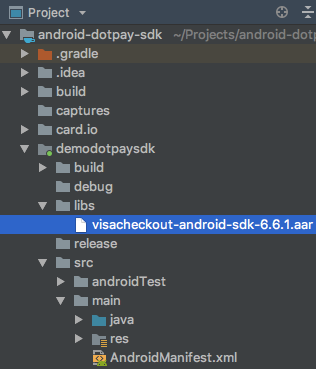 Project
android-dotpay-sdk ~/Projects/android-dotp
.gradle
.idea
build
captures
card.io
demodotpaysdk
build
debug
libs
visacheckout-android-sdk-6.6.1.aar
release
src
androidTest
main
java
res
AndroidManifest.xml